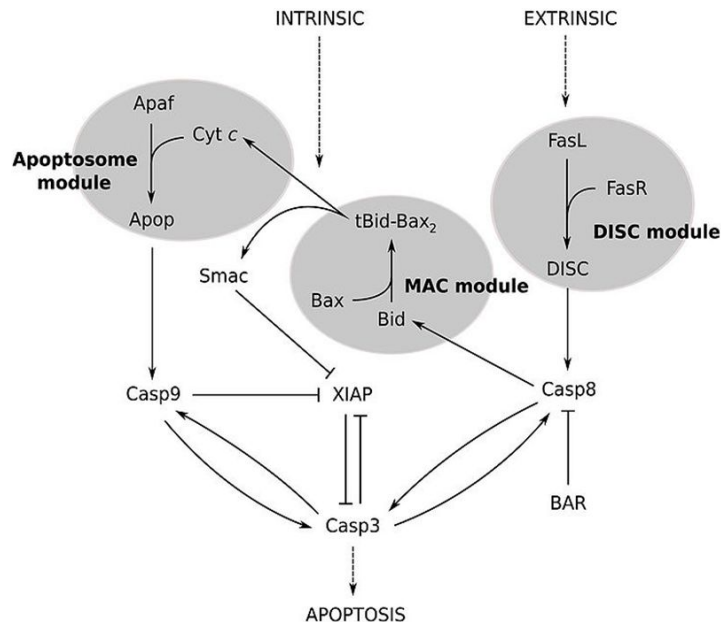 INTRINSIC
EXTRINSIC
Apaf
Cyt c
Apoptosome
module
Apop
FasL
FasR
DISC module
DISC
tBid-Bax₂
Smac
Bax
MAC module
Bid
Casp9
XIAP
Casp8
BAR
Casp3
APOPTOSIS